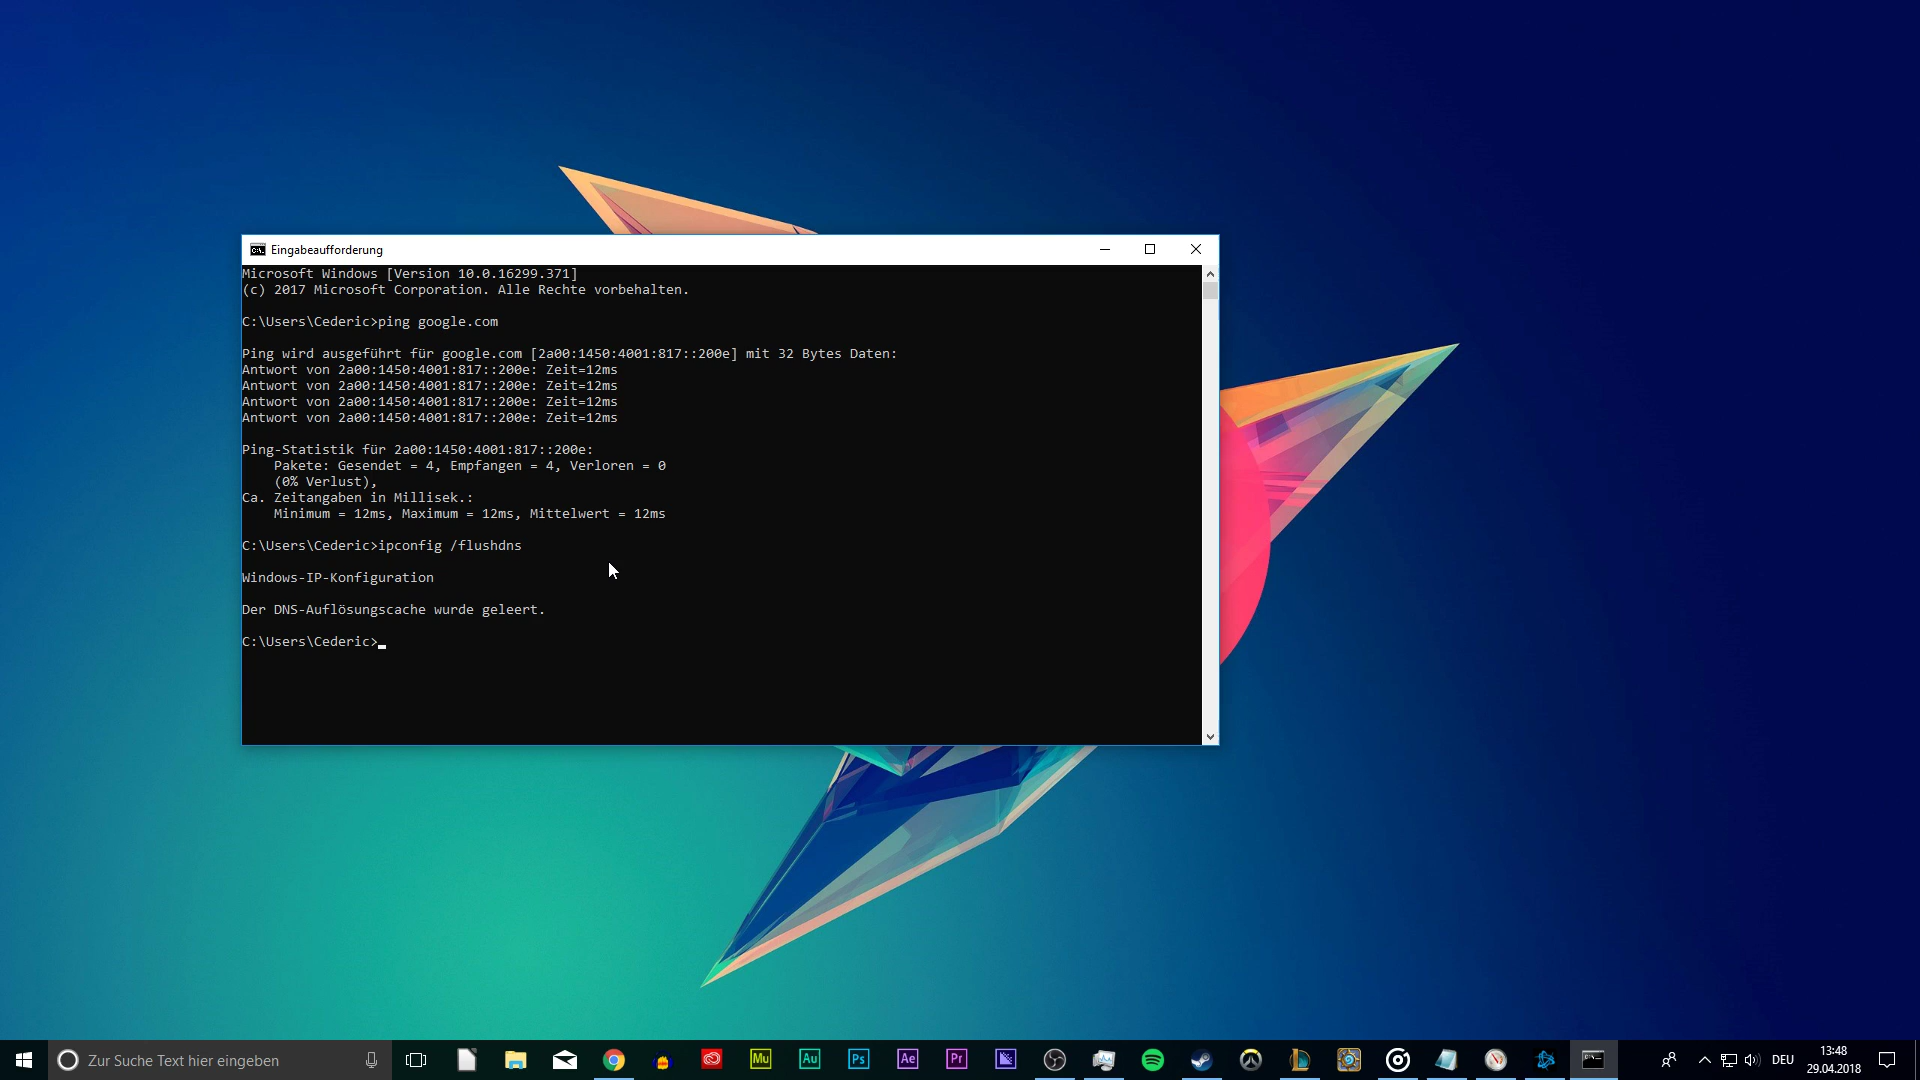 Eingabeaufforderung
Microsoft Windows [Version 10.0.16299.371]
(c) 2017 Microsoft Corporation. Alle Rechte vorbehalten.
C:\Users\Cederic>ping google.com
Ping wird ausgeführt für google.com [2a00:1450:4001:817::200e] mit 32 Bytes Daten:
Antwort von 2a00:1450:4001:817::200e: Zeit=12ms
Antwort von 2a00:1450:4001:817::200e: Zeit=12ms
Antwort von 2a00:1450:4001:817::200e: Zeit=12ms
Antwort von 2a00:1450:4001:817::200e: Zeit=12ms
Ping-Statistik für 2a00:1450:4001:817::200e:
    Pakete: Gesendet = 4, Empfangen = 4, Verloren = 0
    (0% Verlust),
Ca. Zeitangaben in Millisek.:
    Minimum = 12ms, Maximum = 12ms, Mittelwert = 12ms
C:\Users\Cederic>ipconfig /flushdns
Windows-IP-Konfiguration
Der DNS-Auflösungscache wurde geleert.
C:\Users\Cederic>
Zur Suche Text hier eingeben
Mu Au Ps Ae Pr
DEU
13:48
29.04.2018